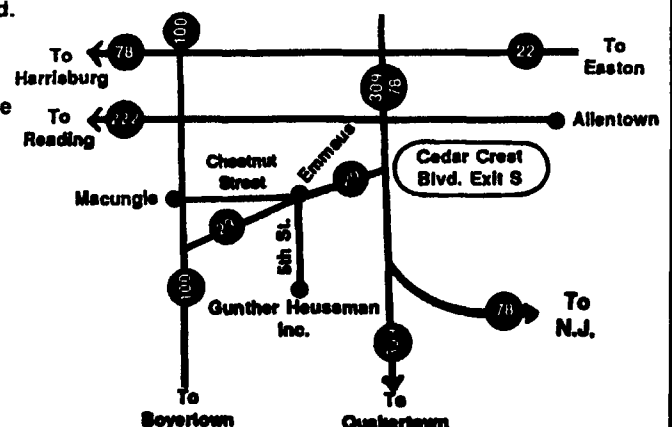 d.
100
To
Harrisburg
78
22
To
Easton
309
78
e
To
Reading
222
Allentown
Emmaus
Chestnut
Street
Cedar Crest
Blvd. Exit S
Macungie
29
29
5th St.
100
Gunther Heussman
Inc.
78
To
N.J.
To
Boyertown
To
Quakertown